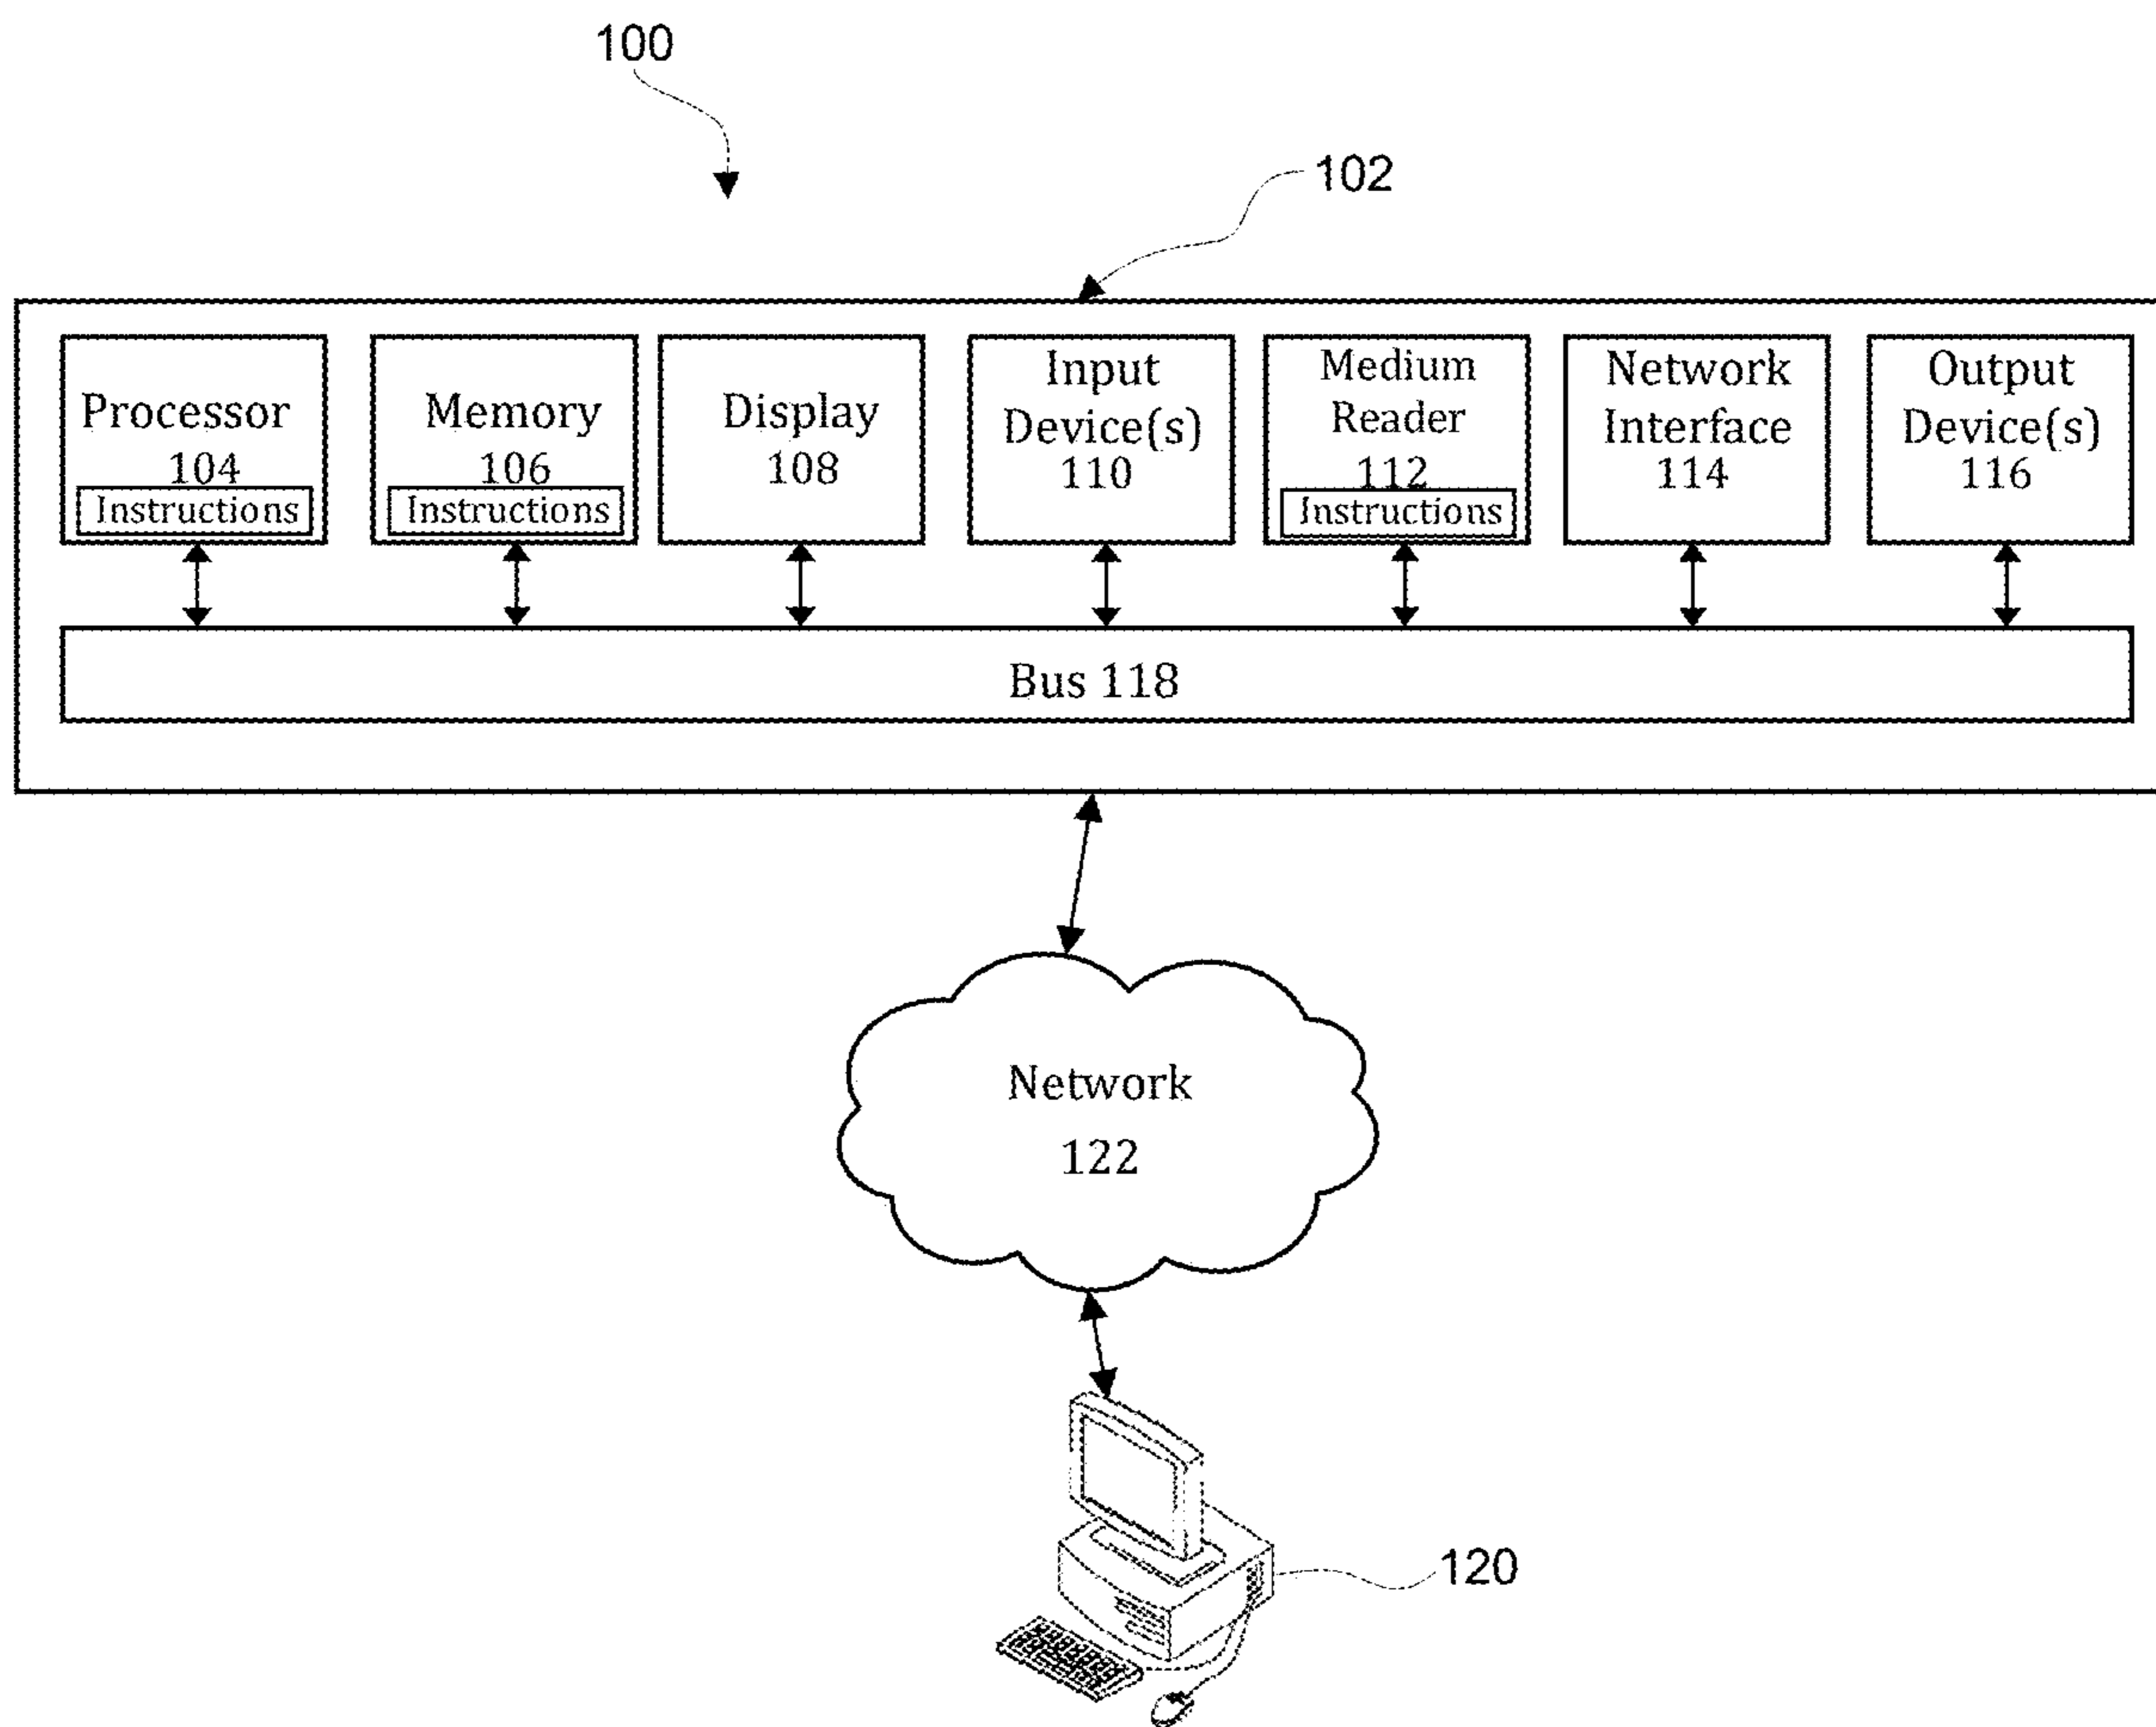 100
102
Processor
104
Instructions
Memory
106
Instructions
Display
108
Input
Device(s)
110
Medium
Reader
112
Instructions
Network
Interface
114
Output
Device(s)
116
Bus 118
Network
122
120